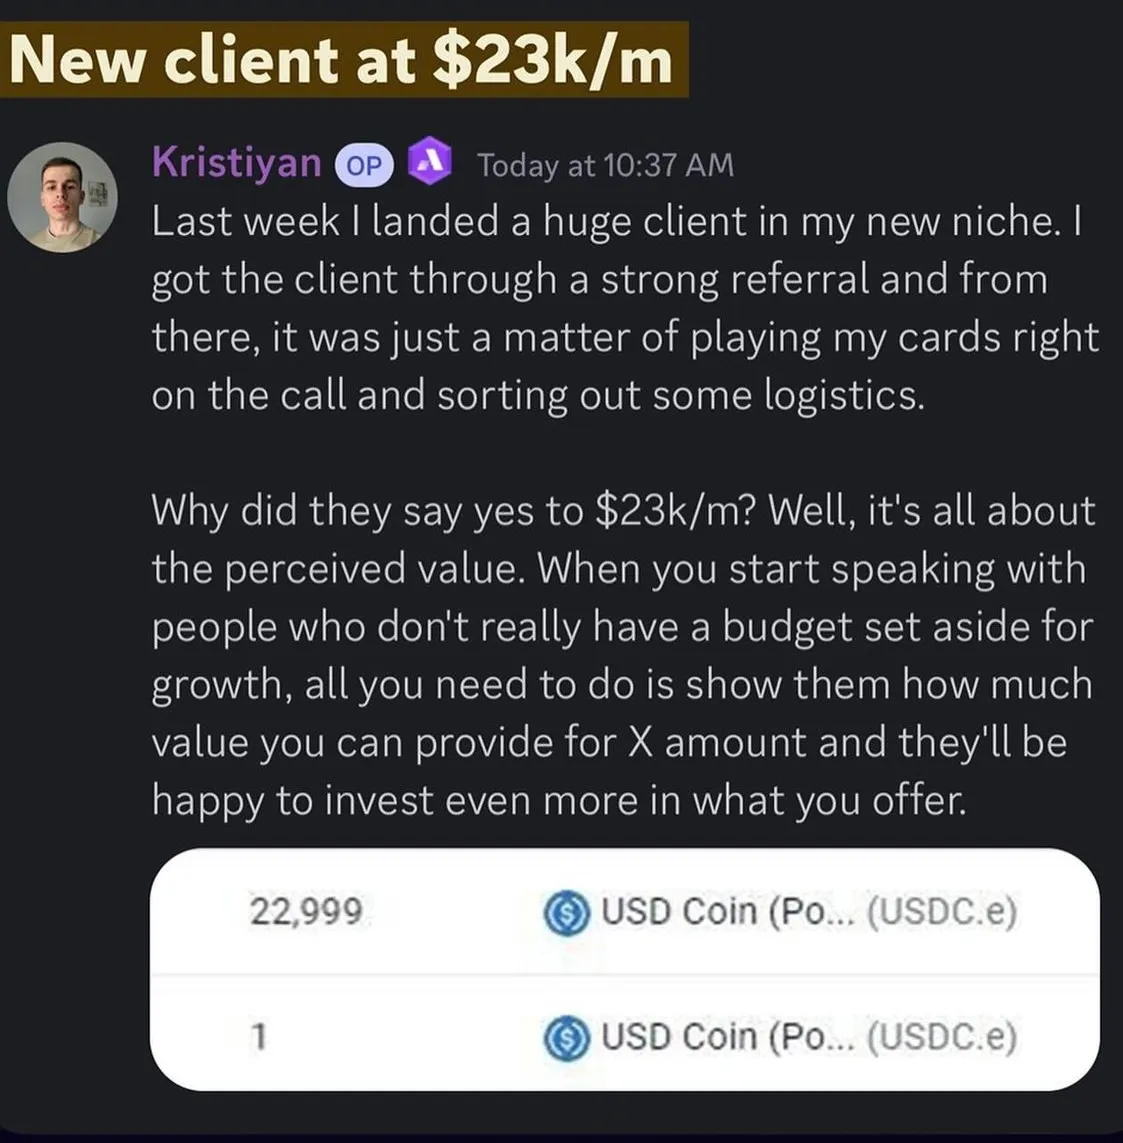 New client at $23k/m
Kristiyan OP Today at 10:37 AM
Last week I landed a huge client in my new niche. I
got the client through a strong referral and from
there, it was just a matter of playing my cards right
on the call and sorting out some logistics.
Why did they say yes to $23k/m? Well, it's all about
the perceived value. When you start speaking with
people who don't really have a budget set aside for
growth, all you need to do is show them how much
value you can provide for X amount and they'll be
happy to invest even more in what you offer.
22,999 USD Coin (Po... (USDC.e)
1 USD Coin (Po... (USDC.e)